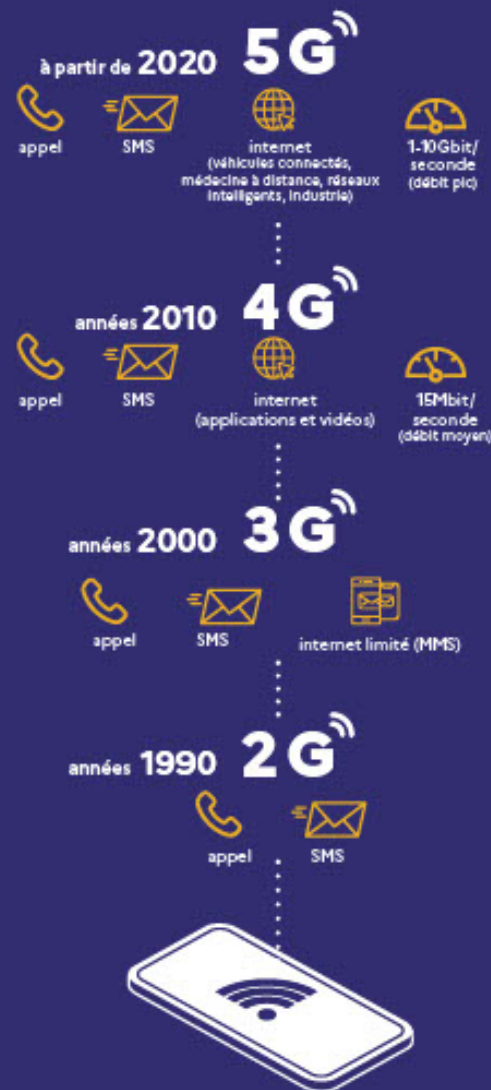 à partir de 2020 5G
appel
SMS
internet
(véhicules connectés,
médecine à distance, réseaux
intelligents, industrie)
1-10Gbit/
seconde
(débit pic)
années 2010 4G
appel
SMS
internet
(applications et vidéos)
15Mbit/
seconde
(débit moyen)
années 2000 3G
appel
SMS
internet limité (MMS)
années 1990 2G
appel
SMS